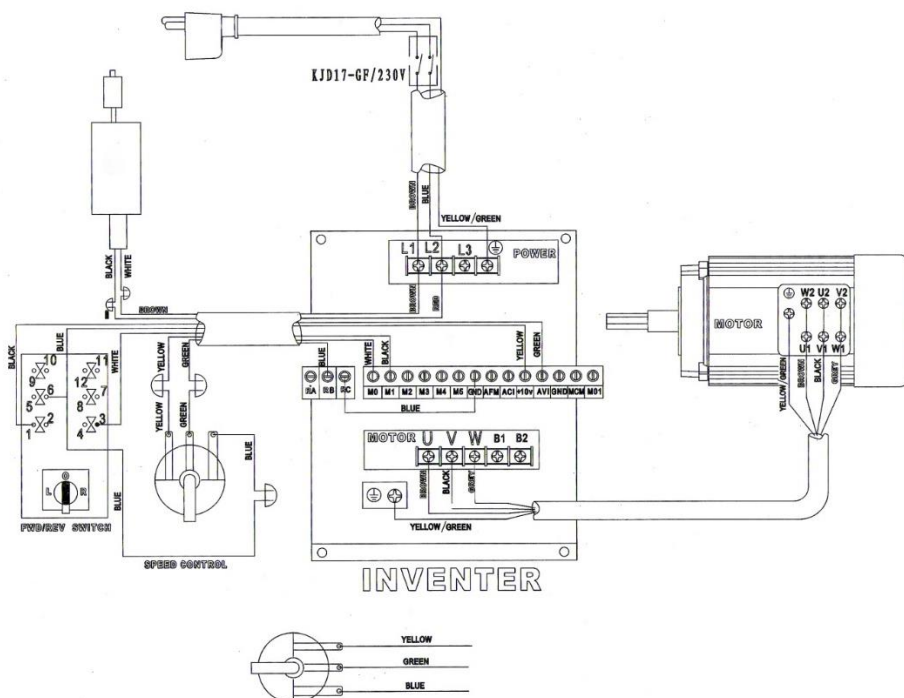 KJD17-GF/230V
BROWN
BLUE
YELLOW/GREEN
BLACK
WHITE
L1 L2 L3 POWER
BROWN
RED
BROWN
BLACK
BLUE
WHITE
YELLOW
GREEN
BLUE
WHITE
BLACK
YELLOW
GREEN
10 11
9 12
5 6 8 7
1 2 4 3
YELLOW
GREEN
BLUE
BLUE
RA RB RC
M0 M1 M2 M3 M4 M5 GND AFM ACI +10v AVI GND MCM M01
BLUE
MOTOR U V W B1 B2
BROWN
BLACK
GREY
YELLOW/GREEN
FWD/REV SWITCH
SPEED CONTROL
INVENTER
W2 U2 V2
MOTOR
U1 V1 W1
YELLOW/GREEN
BROWN
BLACK
GREY
YELLOW
GREEN
BLUE